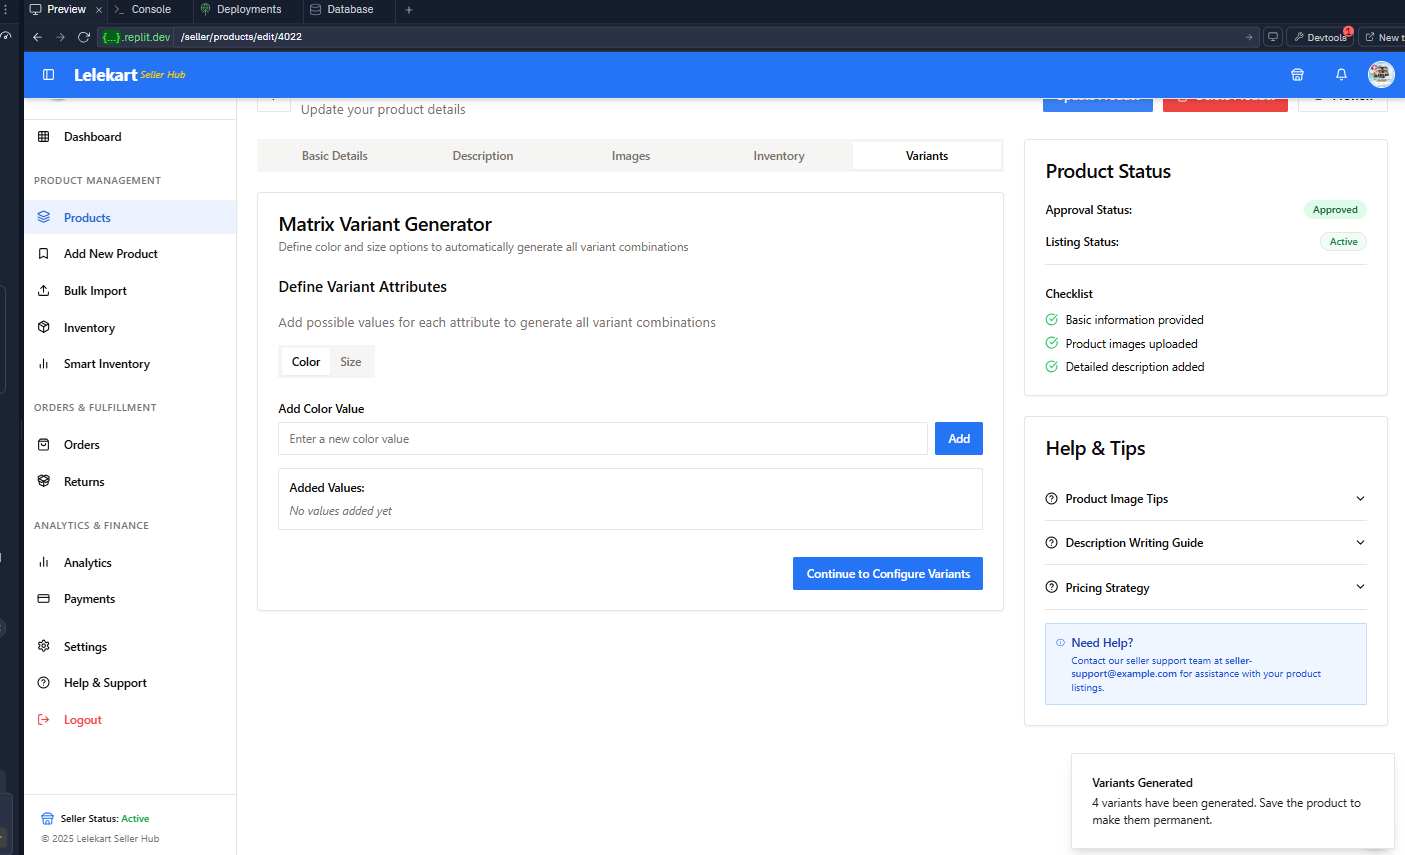 Preview
Console
Deployments
Database
{...}.replit.dev /seller/products/edit/4022
Devtools
1
New t
Lelekart Seller Hub
Update your product details
Dashboard
PRODUCT MANAGEMENT
Products
Add New Product
Bulk Import
Inventory
Smart Inventory
ORDERS & FULFILLMENT
Orders
Returns
ANALYTICS & FINANCE
Analytics
Payments
Settings
Help & Support
Logout
Seller Status: Active
© 2025 Lelekart Seller Hub
Basic Details
Description
Images
Inventory
Variants
Matrix Variant Generator
Define color and size options to automatically generate all variant combinations
Define Variant Attributes
Add possible values for each attribute to generate all variant combinations
Color
Size
Add Color Value
Enter a new color value
Add
Added Values:
No values added yet
Continue to Configure Variants
Product Status
Approval Status:
Approved
Listing Status:
Active
Checklist
Basic information provided
Product images uploaded
Detailed description added
Help & Tips
Product Image Tips
Description Writing Guide
Pricing Strategy
Need Help?
Contact our seller support team at seller-
support@example.com for assistance with your product
listings.
Variants Generated
4 variants have been generated. Save the product to
make them permanent.